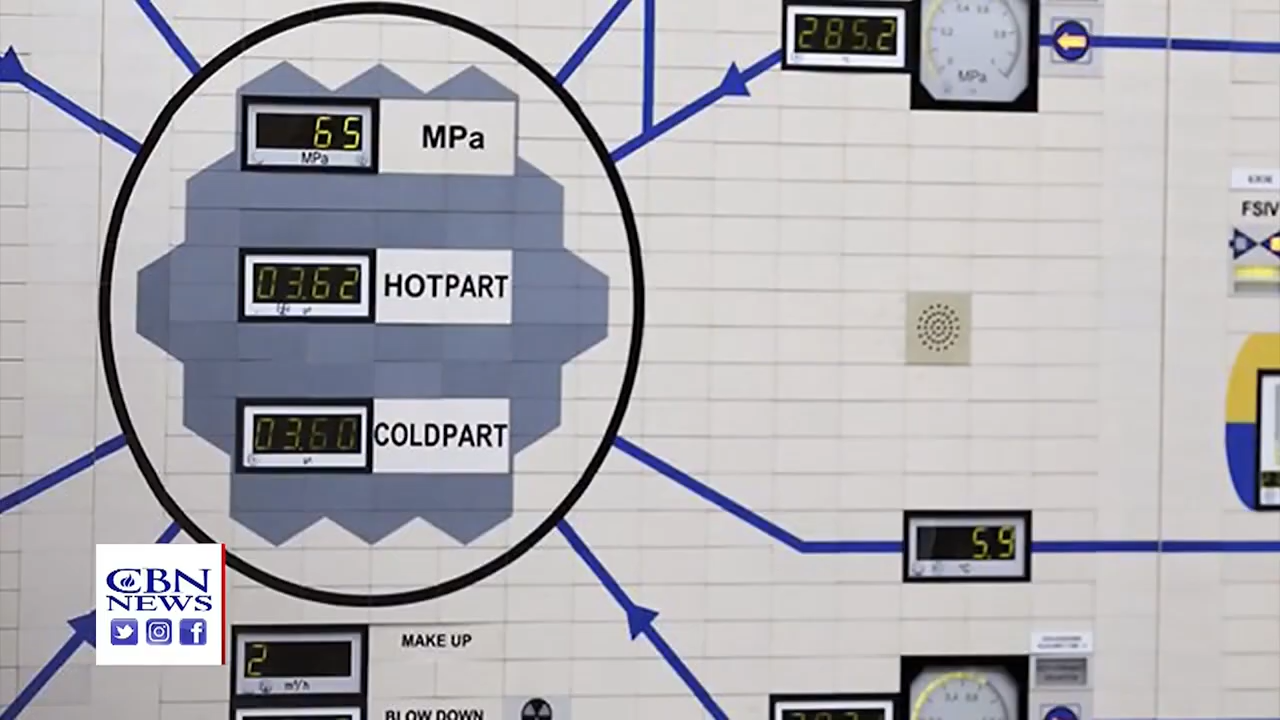 285.2
MPa
65
MPa
MPa
FSIV
03.62
HOTPART
03.60
COLDPART
5.9
°C
CBN
NEWS
MAKE UP
2
m³/h
BLOW DOWN